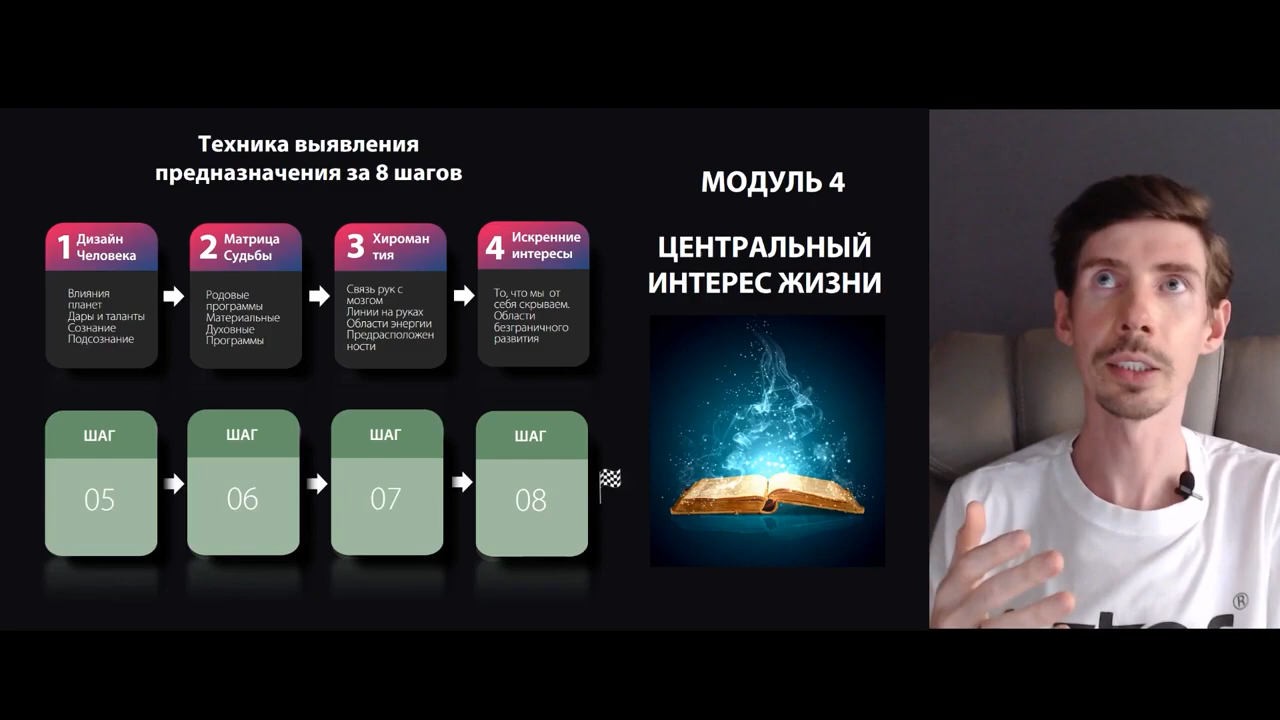 Техника выявления
предназначения за 8 шагов
1 Дизайн
Человека
Влияния
планет
Дары и таланты
Сознание
Подсознание
2 Матрица
Судьбы
Родовые
программы
Материальные
Духовные
Программы
3 Хироман
тия
Связь рук с
мозгом
Линии на руках
Области энергии
Предрасположен
ности
4 Искренние
интересы
То, что мы от
себя скрываем.
Области
безграничного
развития
ШАГ
05
ШАГ
06
ШАГ
07
ШАГ
08
МОДУЛЬ 4
ЦЕНТРАЛЬНЫЙ
ИНТЕРЕС ЖИЗНИ
®